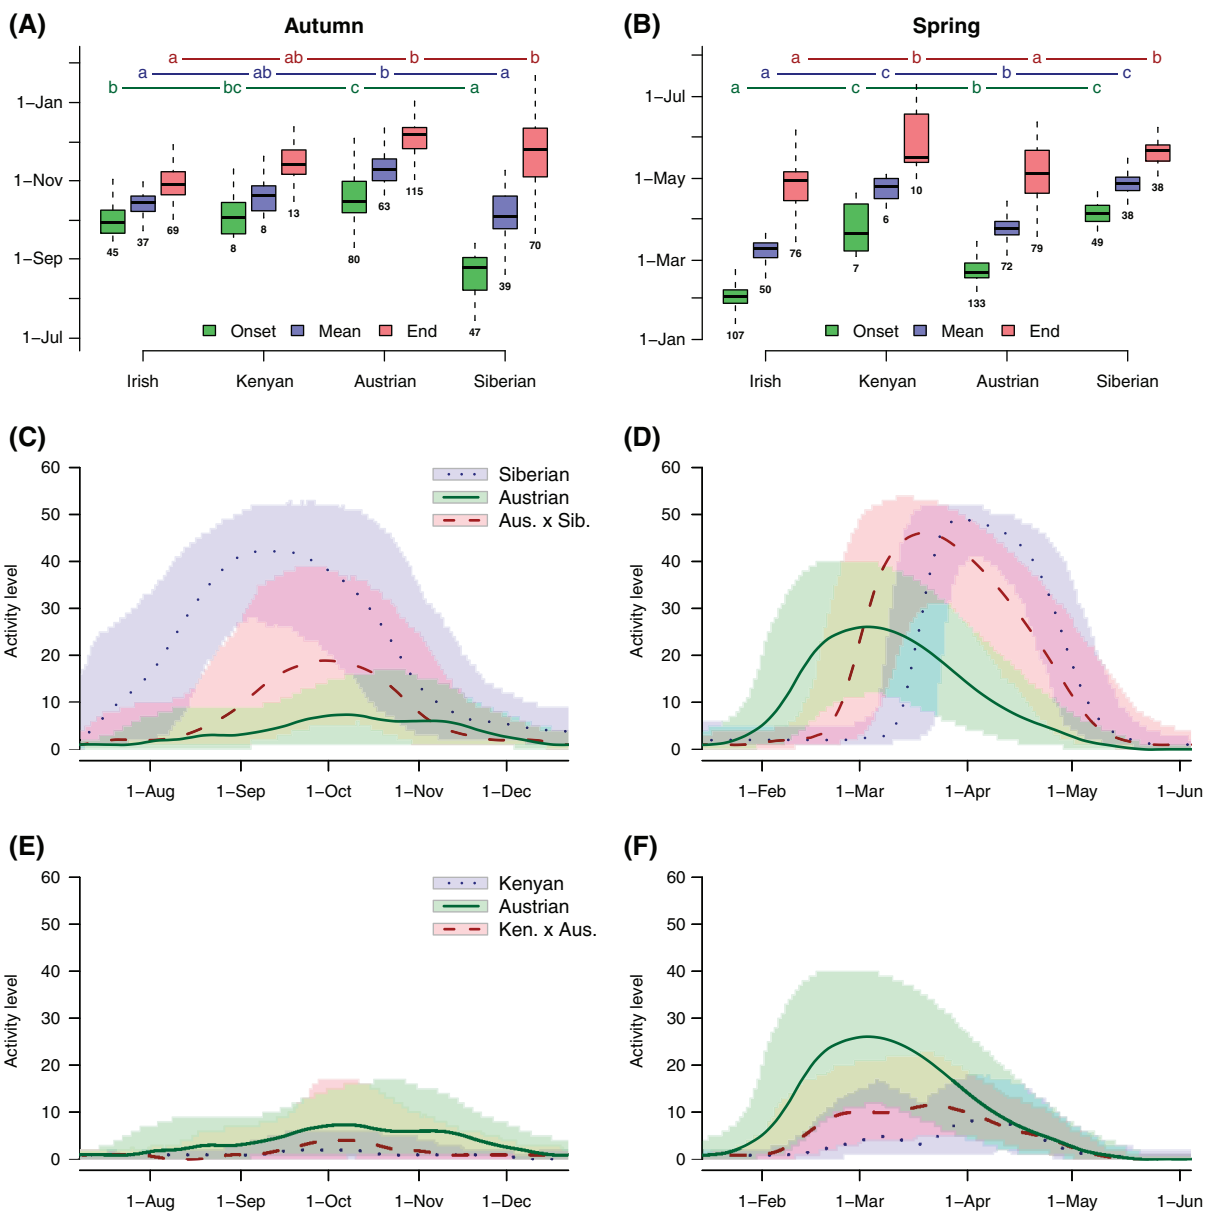 (A) Autumn
a ab b b
a ab b a
b bc c a
1–Jan
1–Nov
1–Sep
1–Jul
45 37 69 8 8 13 80 63 115 47 39 70
Onset Mean End
Irish Kenyan Austrian Siberian
(B) Spring
a b a b
a c b c
a c b c
1–Jul
1–May
1–Mar
1–Jan
107 50 76 7 6 10 133 72 79 49 38 38
Onset Mean End
Irish Kenyan Austrian Siberian
(C)
Activity level
60
50
40
30
20
10
0
Siberian
Austrian
Aus. x Sib.
1–Aug 1–Sep 1–Oct 1–Nov 1–Dec
(D)
Activity level
60
50
40
30
20
10
0
1–Feb 1–Mar 1–Apr 1–May 1–Jun
(E)
Activity level
60
50
40
30
20
10
0
Kenyan
Austrian
Ken. x Aus.
1–Aug 1–Sep 1–Oct 1–Nov 1–Dec
(F)
Activity level
60
50
40
30
20
10
0
1–Feb 1–Mar 1–Apr 1–May 1–Jun